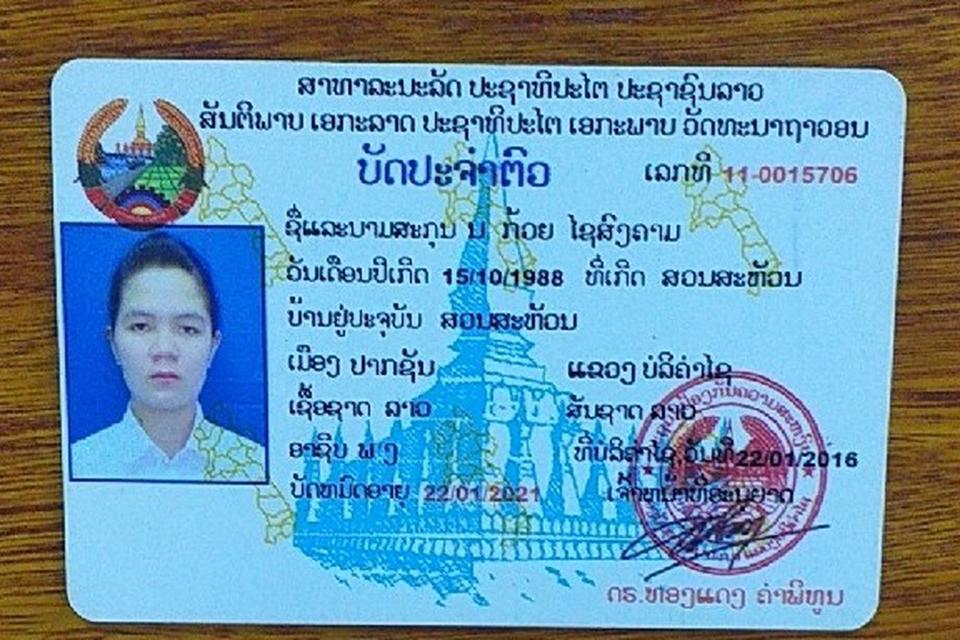 ສາທາລະນະລັດ ປະຊາທິປະໄຕ ປະຊາຊົນລາວ
ສັນຕິພາບ ເອກະລາດ ປະຊາທິປະໄຕ ເອກະພາບ ວັດທະນາຖາວອນ
ບັດປະຈຳຕົວ ເລກທີ 11-0015706
ຊື່ແລະນາມສະກຸນ ນ ກ້ອຍ ໄຊສົງຄາມ
ວັນເດືອນປີເກີດ 15/10/1988 ທີ່ເກີດ ສວນສະຫັວນ
ບ້ານຢູ່ປະຈຸບັນ ສວນສະຫັວນ
ເມືອງ ປາກຊັນ ແຂວງ ບໍລິຄຳໄຊ
ເຊື້ອຊາດ ລາວ ສັນຊາດ ລາວ
ອາຊີບ ພ ງ ທີ່ບໍລິຄຳໄຊ,ວັນທີ 22/01/2016
ບັດຫມົດອາຍຸ 22/01/2021 ເຈົ້າຫນ້າທີ່ອະນຸຍາດ
ດຣ.ທອງແດງ ຄຳພິທູນ